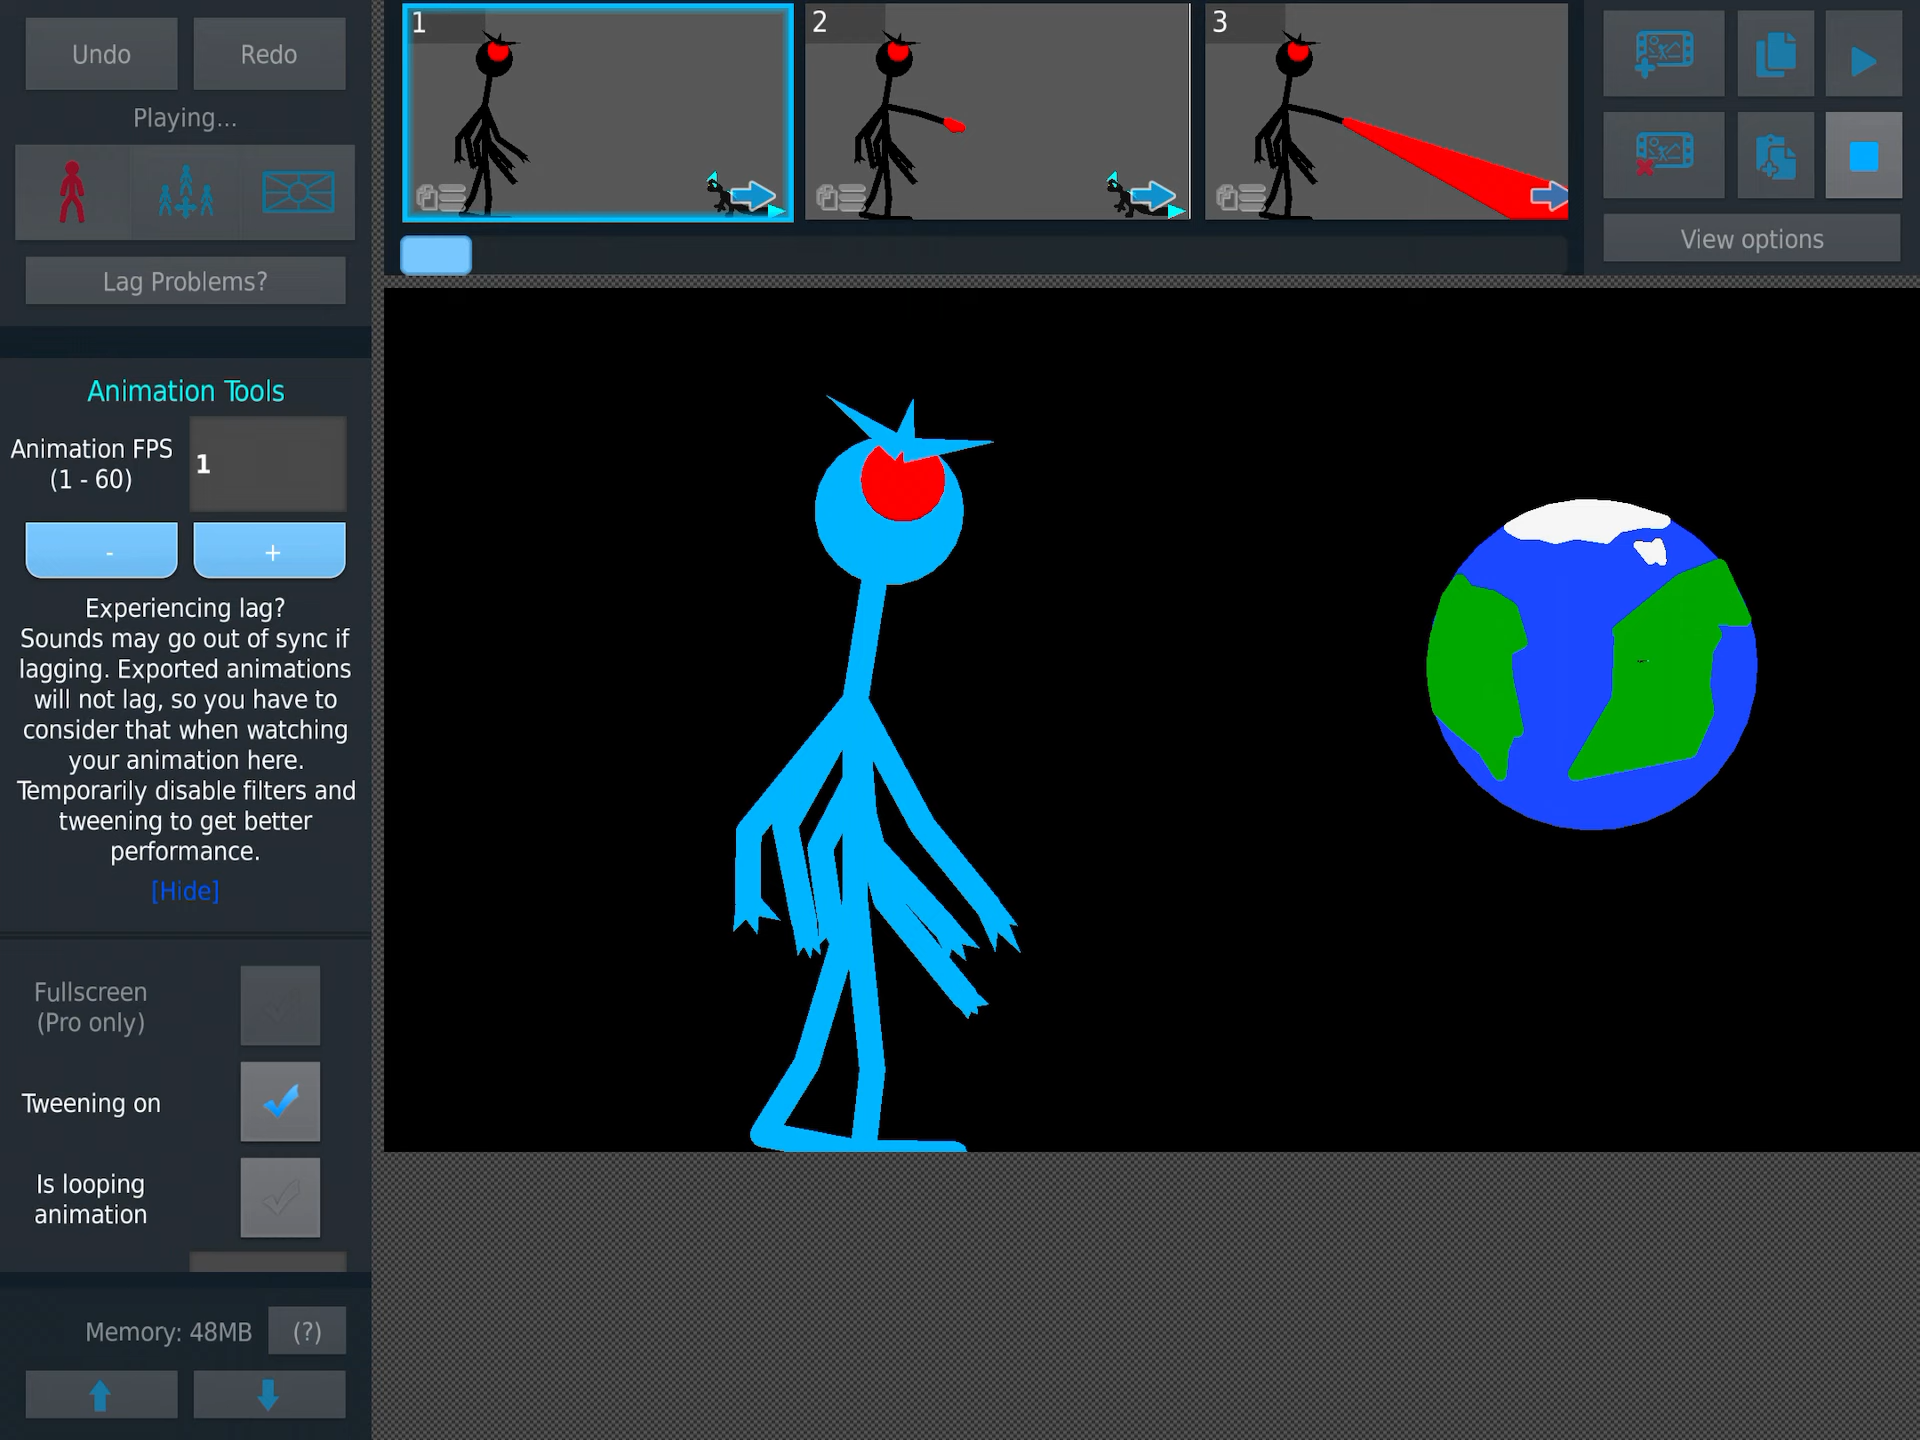 Undo
Redo
Playing...
Lag Problems?
Animation Tools
Animation FPS
(1 - 60)
1
-
+
Experiencing lag?
Sounds may go out of sync if
lagging. Exported animations
will not lag, so you have to
consider that when watching
your animation here.
Temporarily disable filters and
tweening to get better
performance.
[Hide]
Fullscreen
(Pro only)
Tweening on
Is looping
animation
Memory: 48MB
(?)
1
2
3
View options